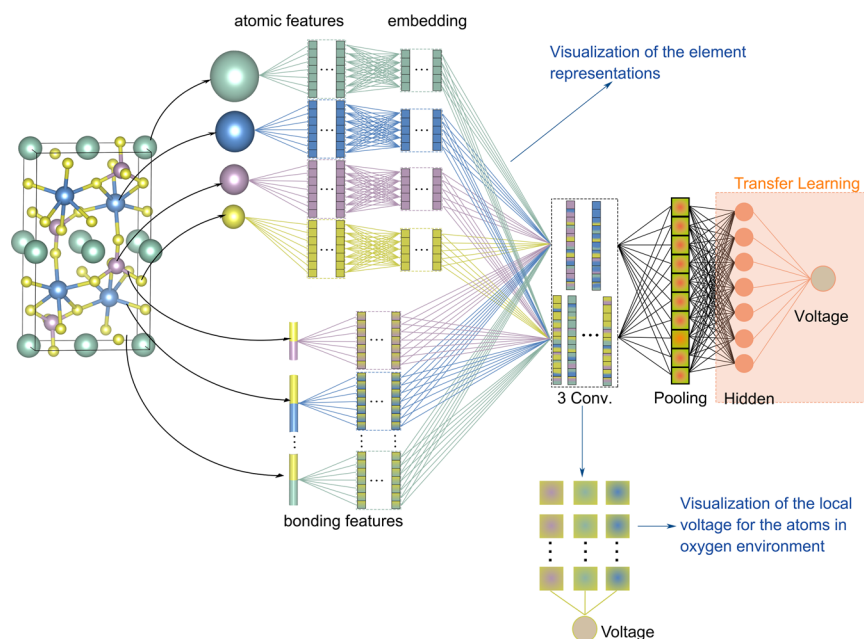 atomic features
embedding
Visualization of the element
representations
Transfer Learning
Voltage
3 Conv.
Pooling
Hidden
bonding features
Visualization of the local
voltage for the atoms in
oxygen environment
Voltage